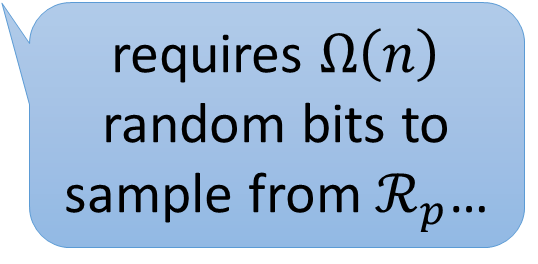 requires Ω(n)
random bits to
sample from ℛₚ…